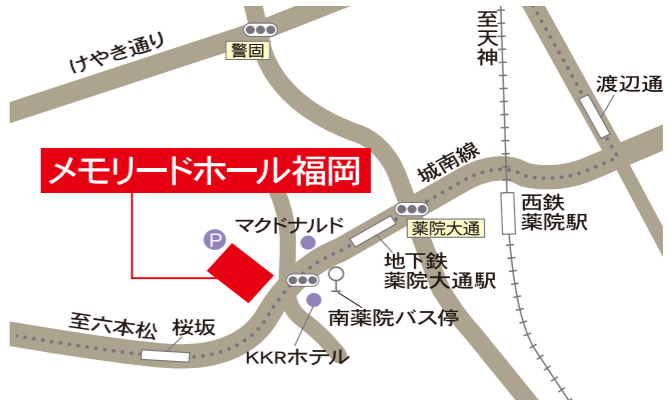 けやき通り
警固
至天神
渡辺通
メモリードホール福岡
城南線
P
マクドナルド
薬院大通
西鉄
薬院駅
地下鉄
薬院大通駅
南薬院バス停
至六本松
桜坂
KKRホテル